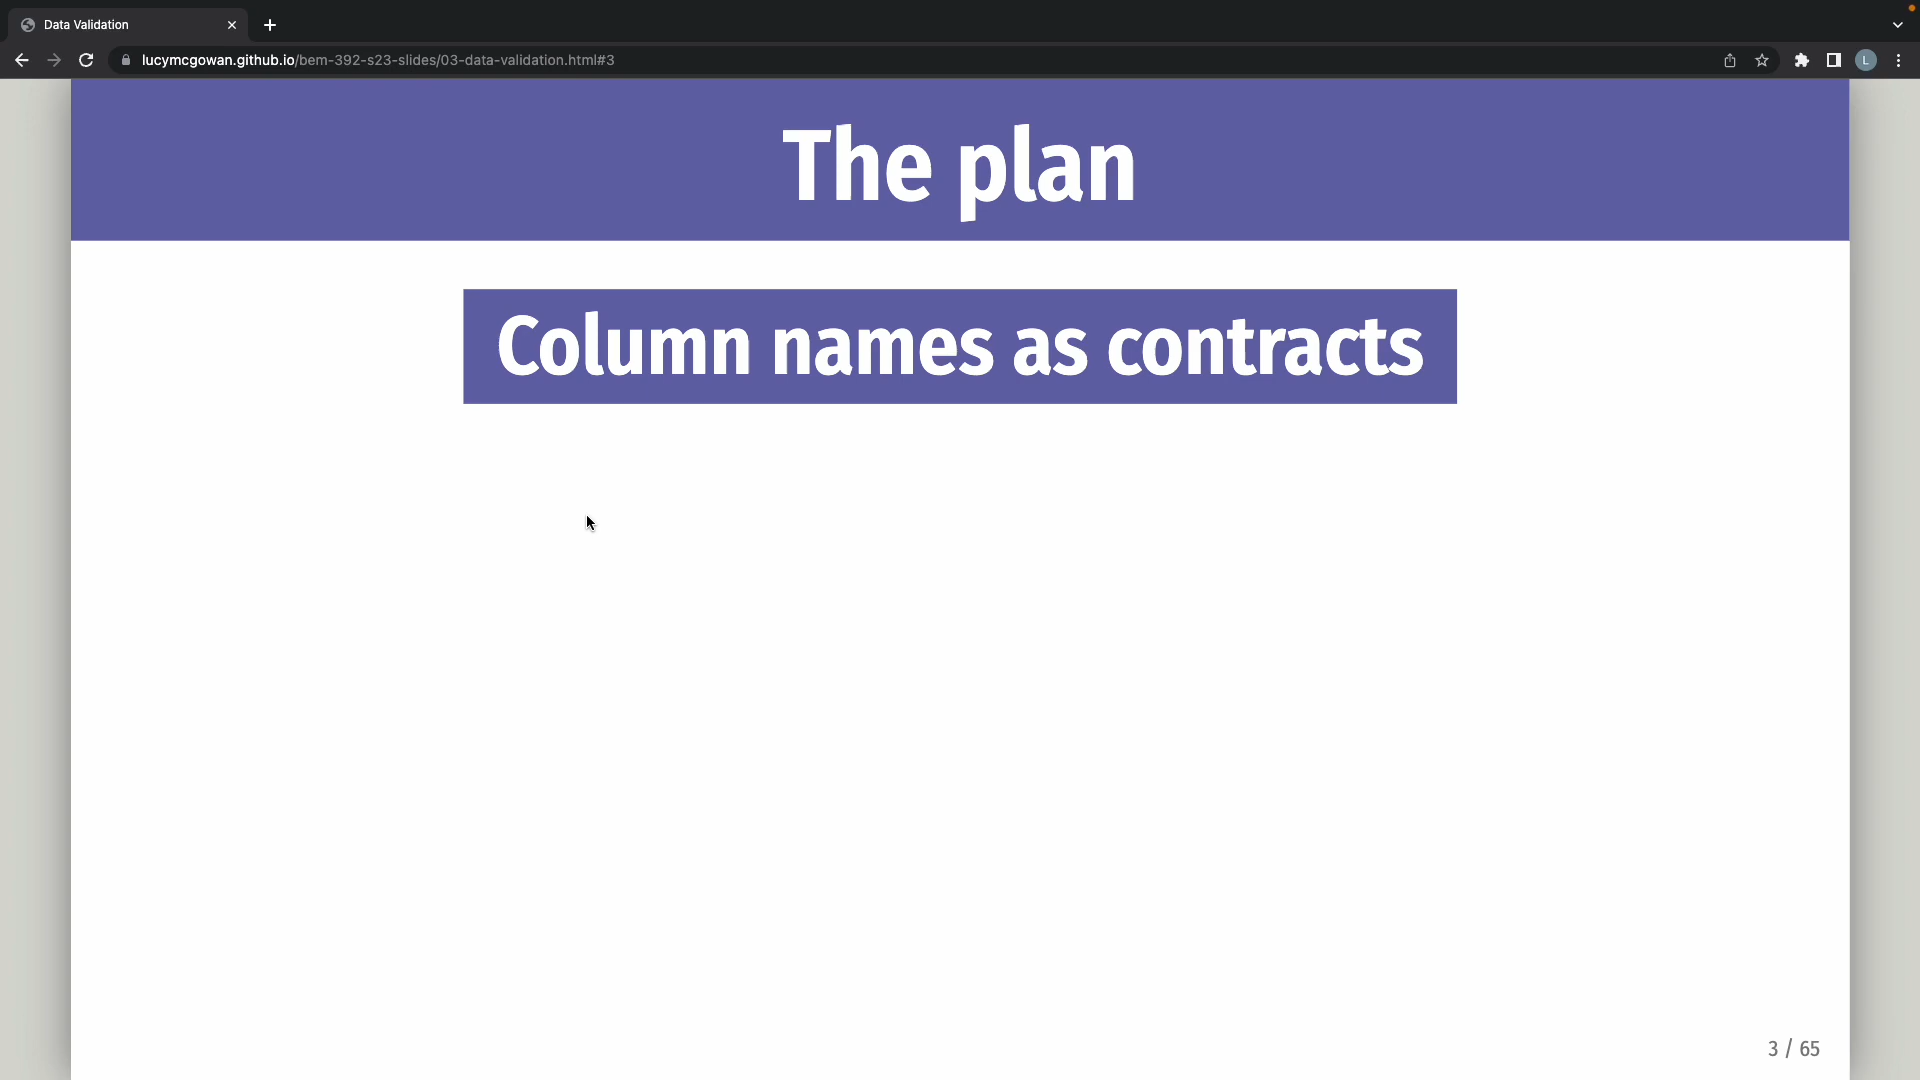 Data Validation
lucymcgowan.github.io/bem-392-s23-slides/03-data-validation.html#3
L
The plan
Column names as contracts
3 / 65